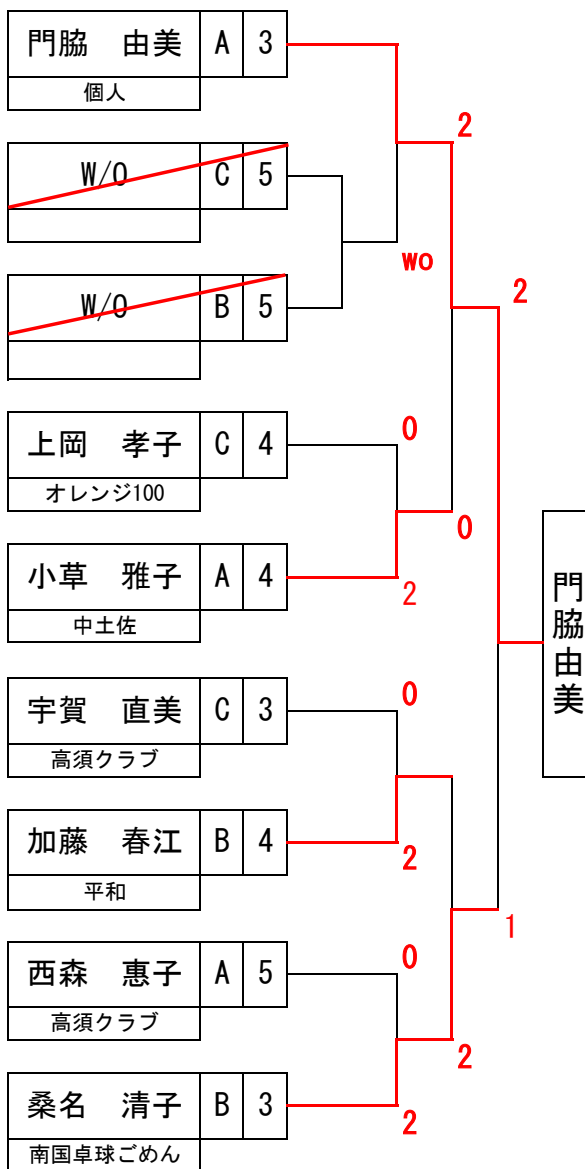 門脇　由美 A 3
個人
2
W/O C 5
WO
W/O B 5
2
上岡　孝子 C 4
0
オレンジ100
0
小草　雅子 A 4
2
中土佐
門脇由美
宇賀　直美 C 3
0
高須クラブ
加藤　春江 B 4
2
平和
1
西森　惠子 A 5
0
高須クラブ
2
桑名　清子 B 3
2
南国卓球ごめん